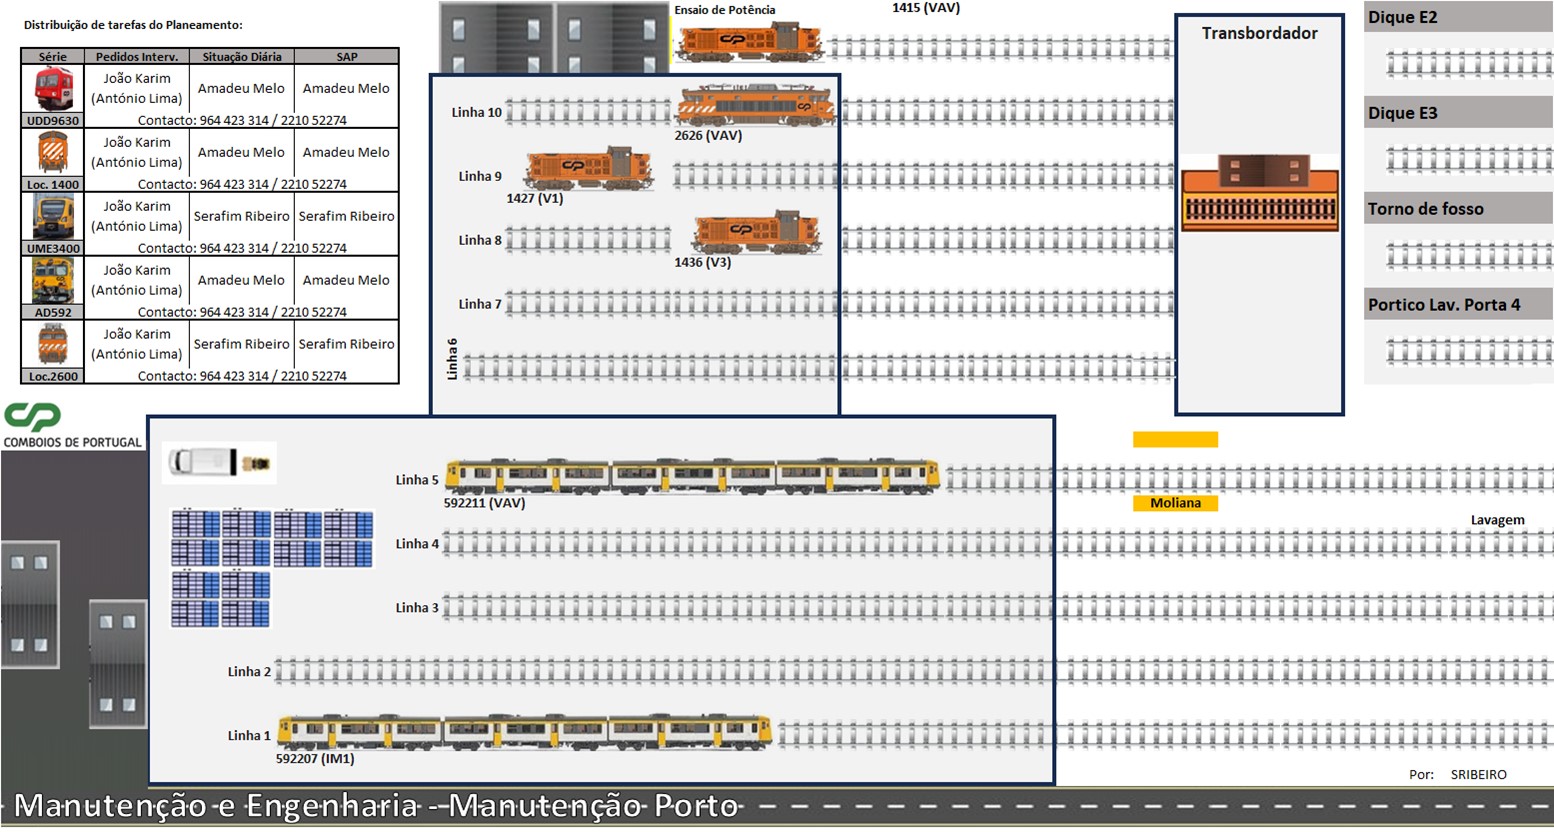 Distribuição de tarefas do Planeamento:
Série Pedidos Interv. Situação Diária SAP
João Karim
(António Lima) Amadeu Melo Amadeu Melo
UDD9630 Contacto: 964 423 314 / 2210 52274
João Karim
(António Lima) Amadeu Melo Amadeu Melo
Loc. 1400 Contacto: 964 423 314 / 2210 52274
João Karim
(António Lima) Serafim Ribeiro Serafim Ribeiro
UME3400 Contacto: 964 423 314 / 2210 52274
João Karim
(António Lima) Amadeu Melo Amadeu Melo
AD592 Contacto: 964 423 314 / 2210 52274
João Karim
(António Lima) Serafim Ribeiro Serafim Ribeiro
Loc.2600 Contacto: 964 423 314 / 2210 52274
CP
COMBOIOS DE PORTUGAL
Ensaio de Potência
1415 (VAV)
Linha 10
2626 (VAV)
Linha 9
1427 (V1)
Linha 8
1436 (V3)
Linha 7
Linha 6
Transbordador
Dique E2
Dique E3
Torno de fosso
Portico Lav. Porta 4
Linha 5
592211 (VAV)
Moliana
Lavagem
Linha 4
Linha 3
Linha 2
Linha 1
592207 (IM1)
Por: SRIBEIRO
Manutenção e Engenharia - Manutenção Porto